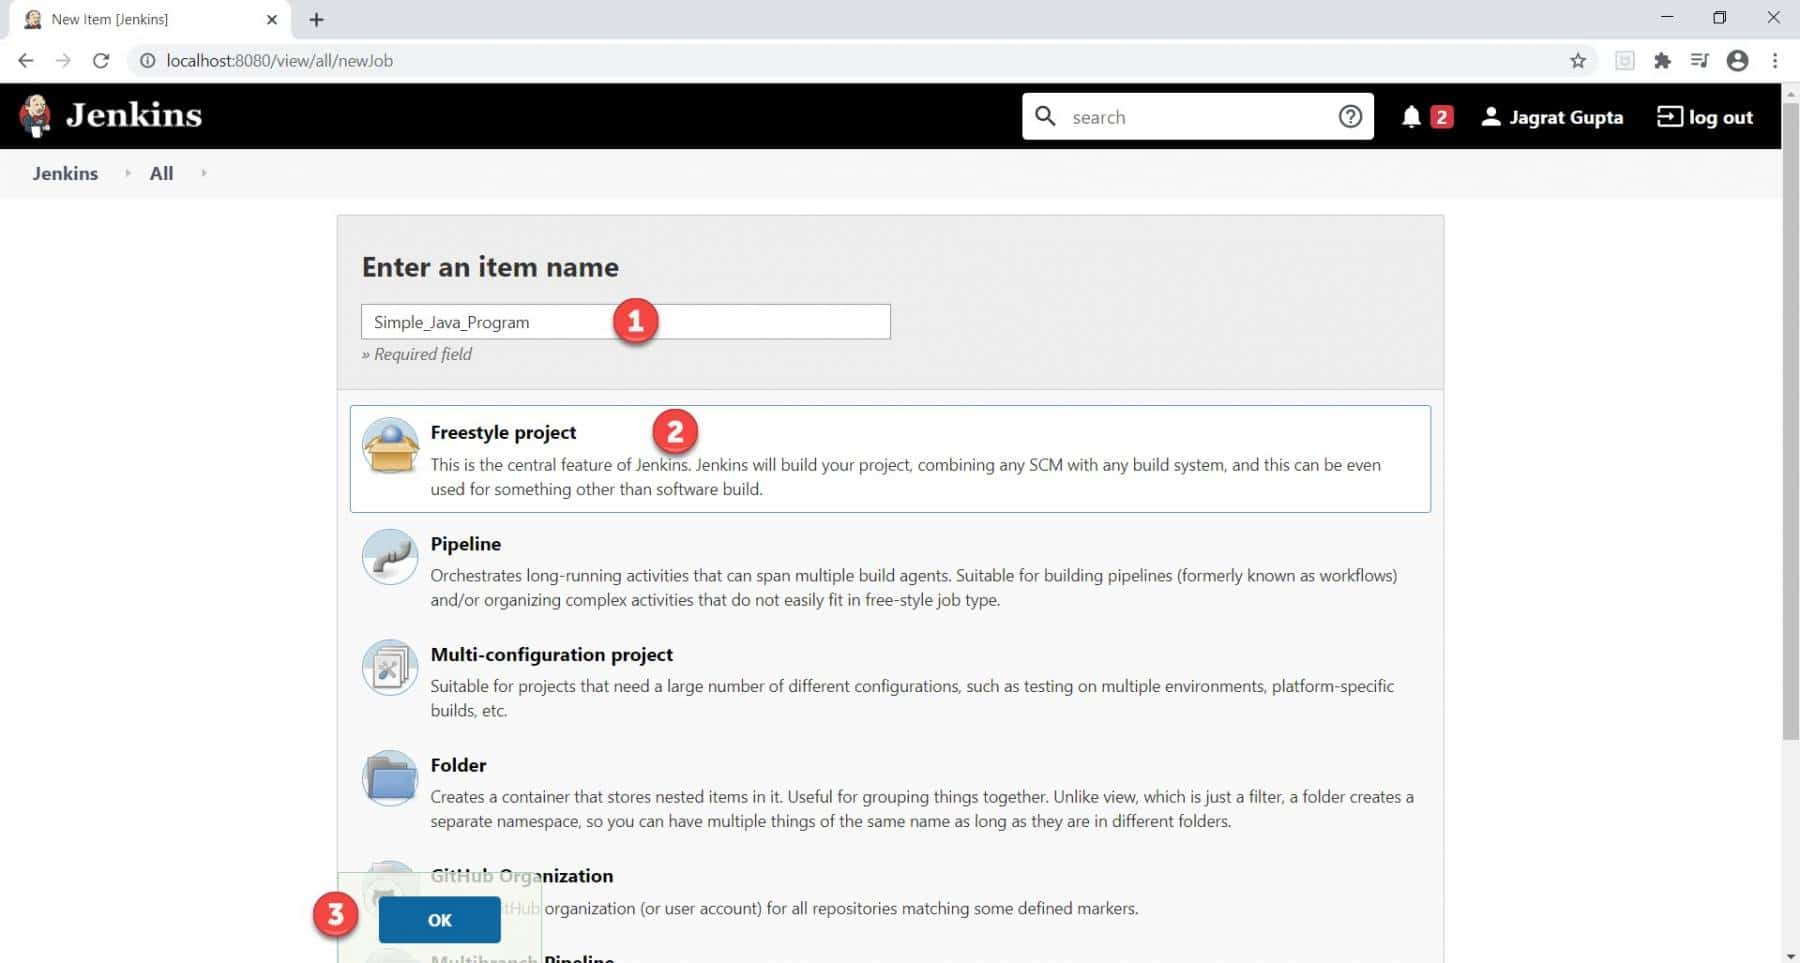 New Item [Jenkins]
localhost:8080/view/all/newJob
Jenkins
search
2
Jagrat Gupta
log out
Jenkins
All
Enter an item name
Simple_Java_Program
1
» Required field
Freestyle project
2
This is the central feature of Jenkins. Jenkins will build your project, combining any SCM with any build system, and this can be even
used for something other than software build.
Pipeline
Orchestrates long-running activities that can span multiple build agents. Suitable for building pipelines (formerly known as workflows)
and/or organizing complex activities that do not easily fit in free-style job type.
Multi-configuration project
Suitable for projects that need a large number of different configurations, such as testing on multiple environments, platform-specific
builds, etc.
Folder
Creates a container that stores nested items in it. Useful for grouping things together. Unlike view, which is just a filter, a folder creates a
separate namespace, so you can have multiple things of the same name as long as they are in different folders.
GitHub Organization
organization (or user account) for all repositories matching some defined markers.
3
OK
Multibranch Pipeline